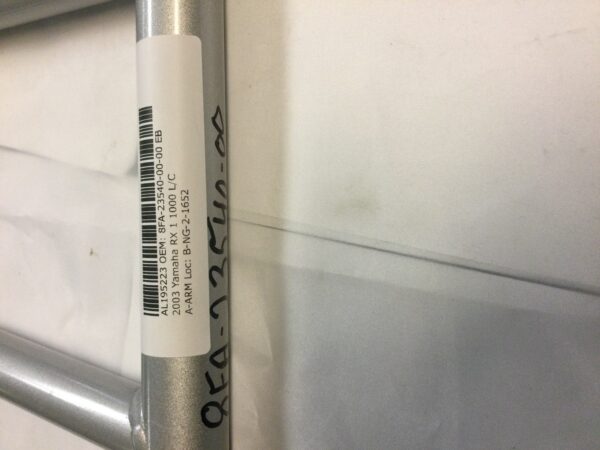 AL195223 OEM: 8FA-23540-00-00 EB
2003 Yamaha RX 1 1000 L/C
A-ARM Loc: B-NG-2-1652
8FA-23540-00